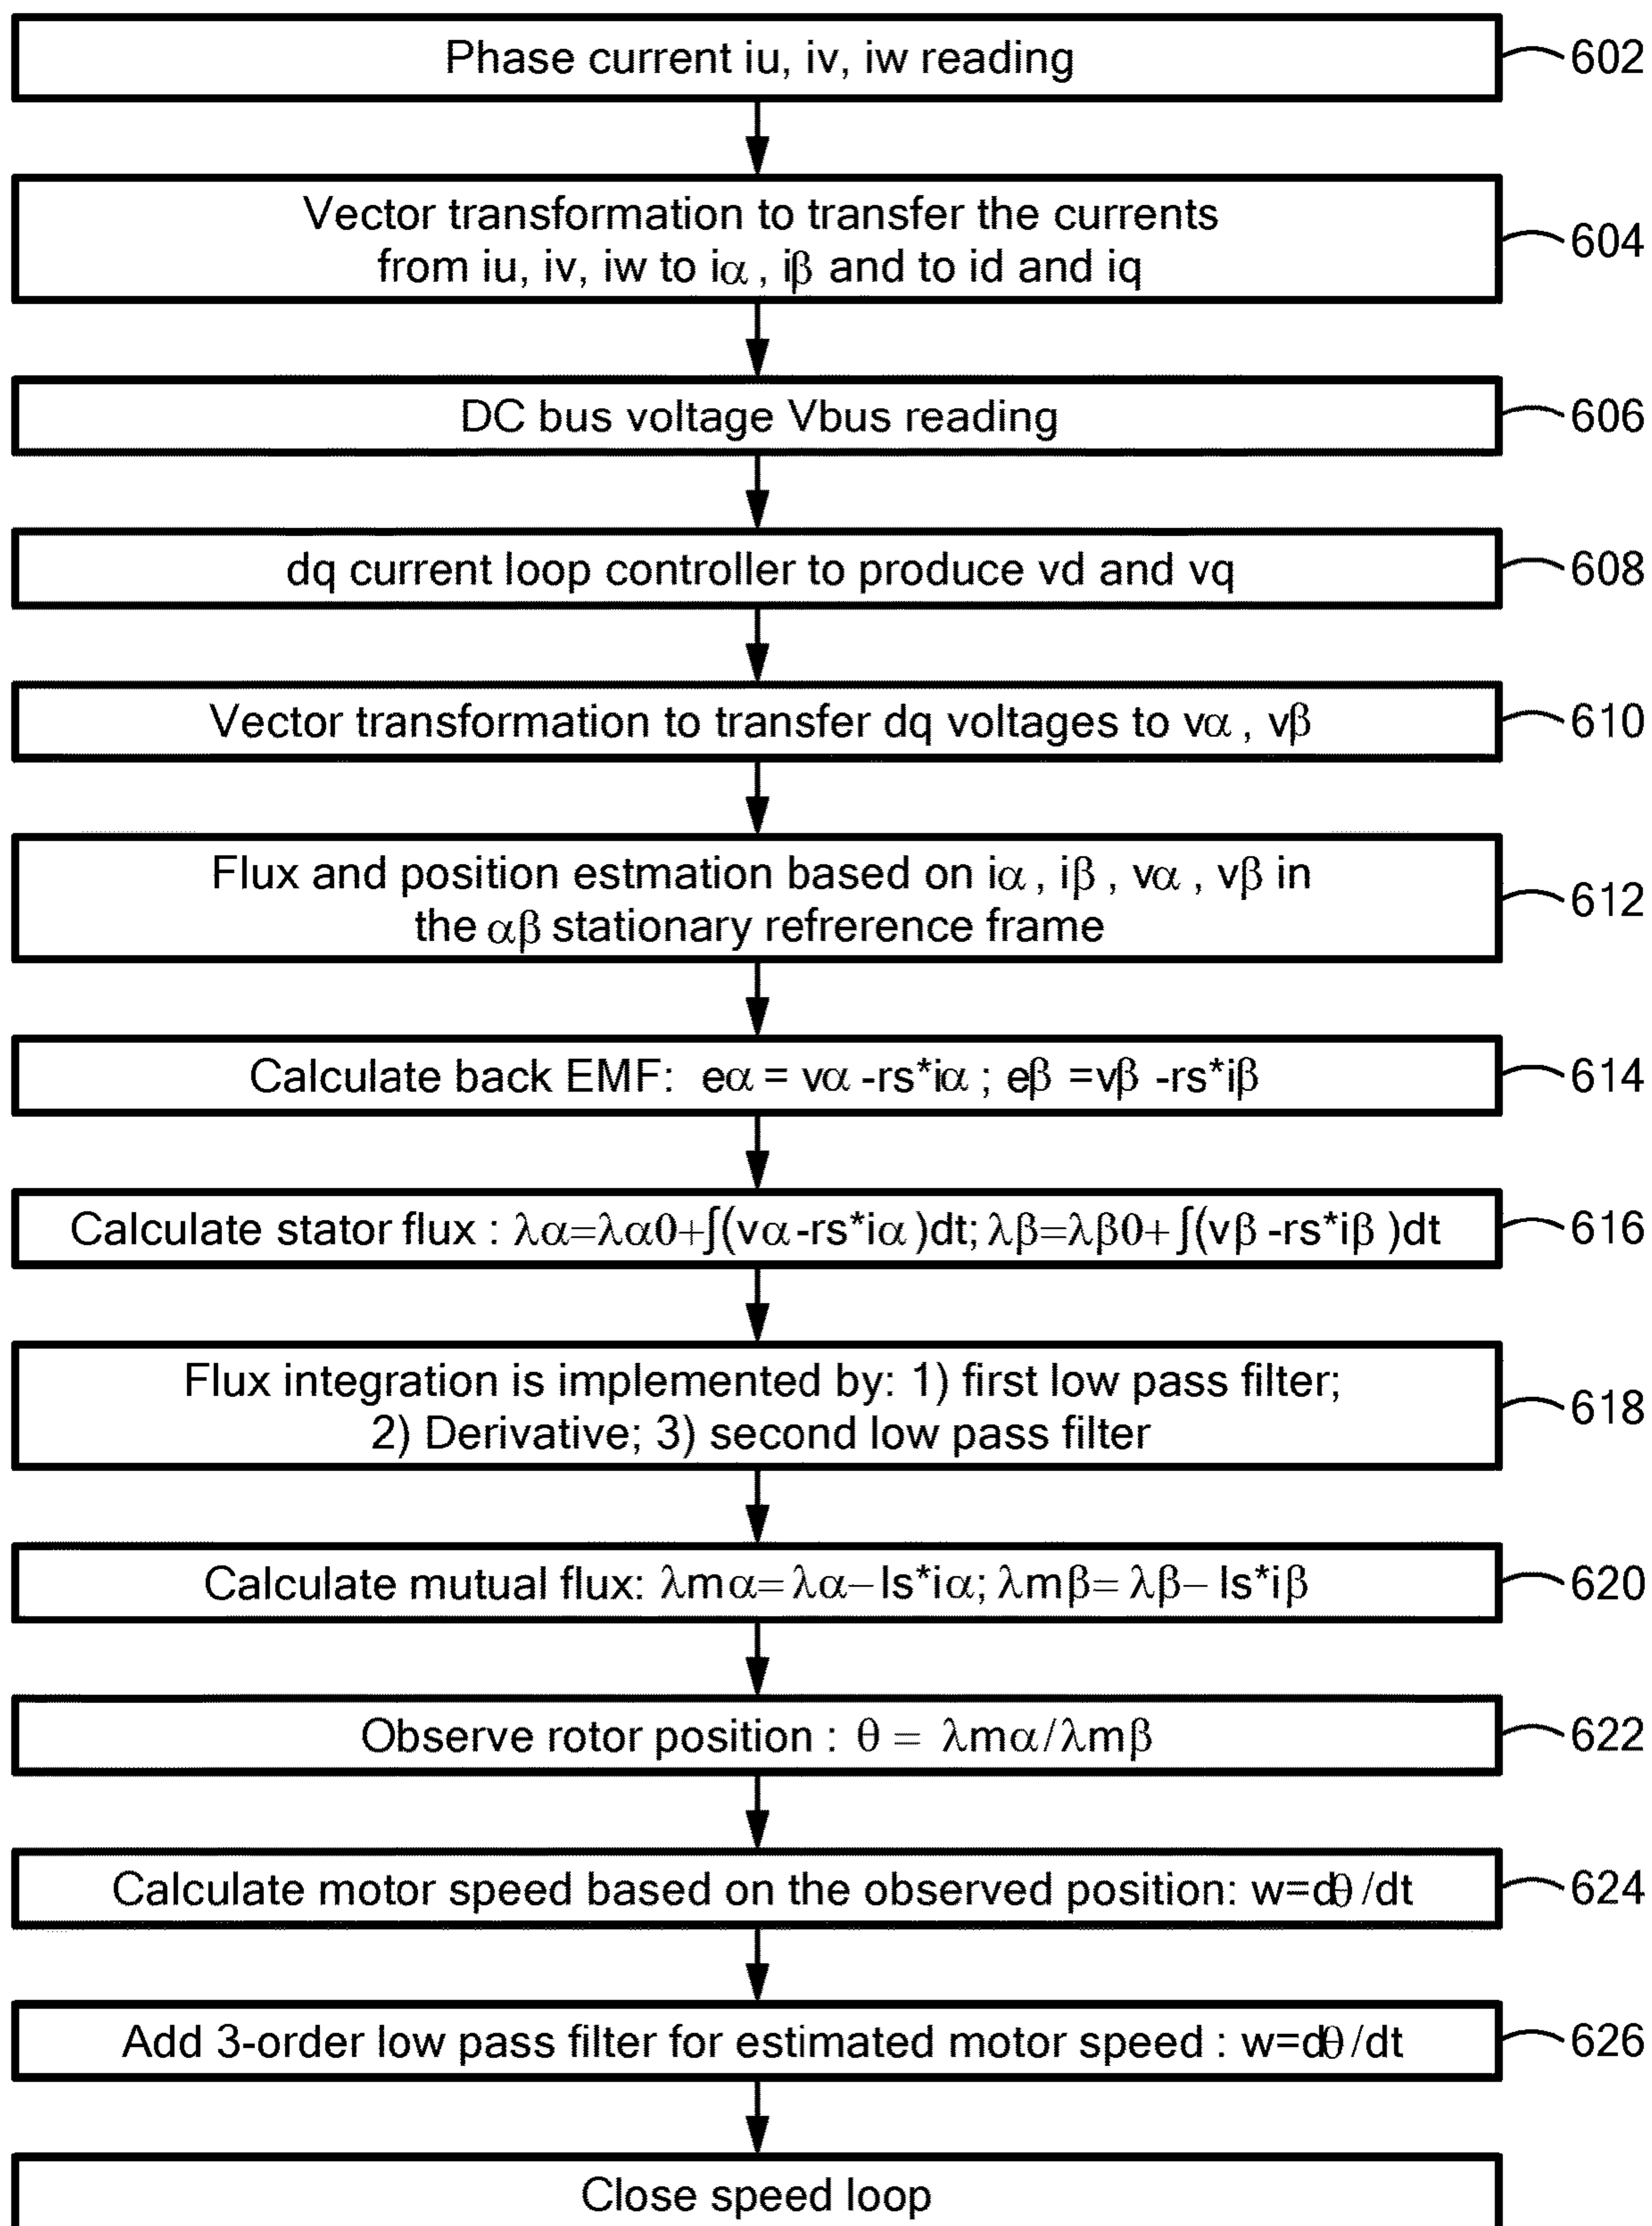 Phase current iu, iv, iw reading
602
Vector transformation to transfer the currents
from iu, iv, iw to iα, iβ and to id and iq
604
DC bus voltage Vbus reading
606
dq current loop controller to produce vd and vq
608
Vector transformation to transfer dq voltages to vα, vβ
610
Flux and position estmation based on iα, iβ, vα, vβ in
the αβ stationary refrerence frame
612
Calculate back EMF: eα = vα -rs*iα ; eβ =vβ -rs*iβ
614
Calculate stator flux : λα=λα0+∫(vα-rs*iα)dt; λβ=λβ0+∫(vβ -rs*iβ )dt
616
Flux integration is implemented by: 1) first low pass filter;
2) Derivative; 3) second low pass filter
618
Calculate mutual flux: λmα=λα−ls*iα; λmβ= λβ− ls*iβ
620
Observe rotor position : θ = λmα/λmβ
622
Calculate motor speed based on the observed position: w=dθ/dt
624
Add 3-order low pass filter for estimated motor speed : w=dθ/dt
626
Close speed loop